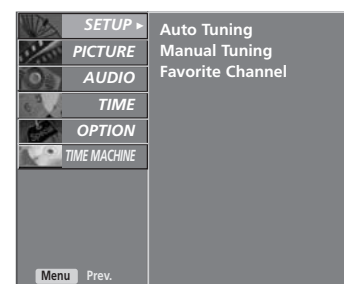 SETUP ▶
PICTURE
AUDIO
TIME
OPTION
TIME MACHINE
Auto Tuning
Manual Tuning
Favorite Channel
Menu Prev.